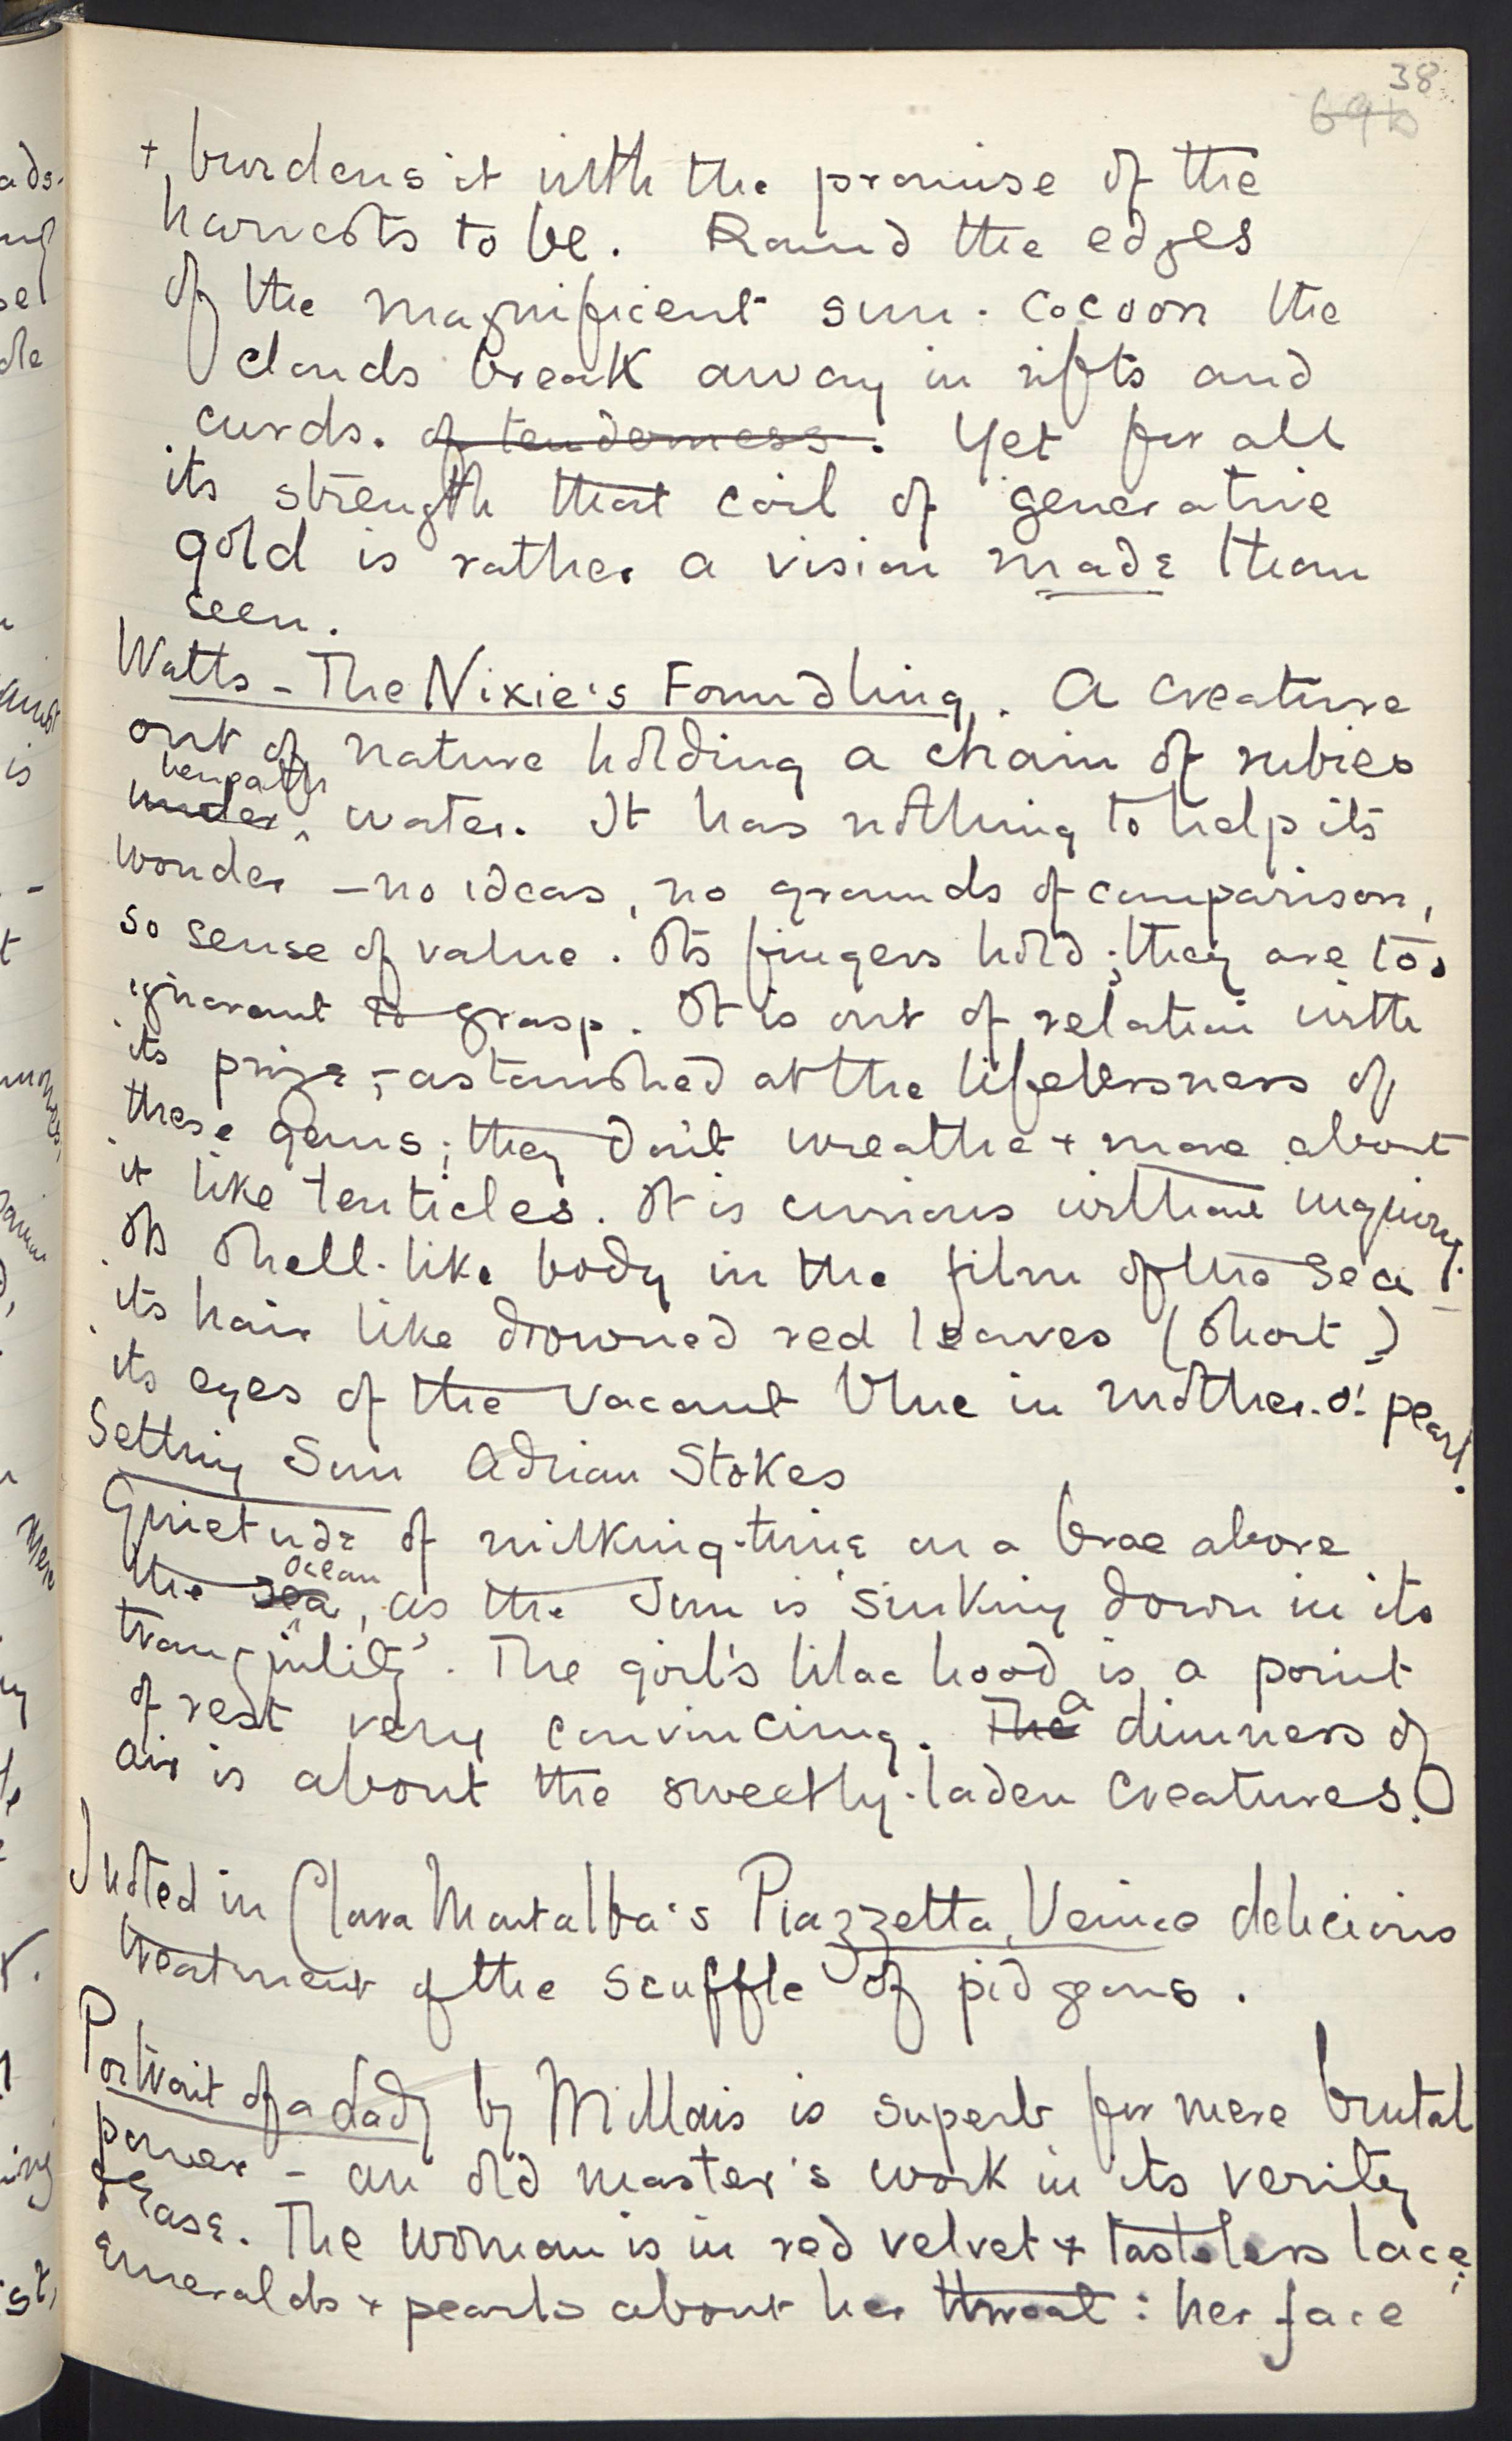 38
69b
+ burdens it with the promise of the
harvests to be. Round the edges
of the magnificent sun-cocoon the
clouds break away in rifts and
curds. of tenderness. Yet for all
its strength that coil of generative
gold is rather a vision made than
seen.
Watts - The Nixie's Foundling. A creature
out of nature holding a chain of rubies
beneath
under ^ water. It has nothing to help its
wonder - no ideas, no grounds of comparison,
so sense of value. Its fingers hold; they are too
ignorant to grasp. It is out of relation with
its prize, - astonished at the lifelessness of
these gems; they don't wreathe + move about
it like tenticles. It is curious without inquiry.
Its shell-like body in the film of the sea!-
its hair like drowned red leaves (short)
its eyes of the vacant blue in mother-o'-pearl.
Setting Sun Adrian Stokes
Quietude of milking-time on a brae above
ocean
the sea ^, as the sun is 'sinking down in its
tranquility'. The girl's lilac hood is a point
of rest very convincing. The a dimness of
air is about the sweetly-laden creatures.
I noted in Clara Montalba's Piazzetta, Venice delicious
treatment of the scuffle of pidgeons.
Portrait of a Lady by Millais is superb for mere brutal
power - an old master's work in its verity
& ease. The woman is in red velvet + tasteless lace;
emeralds + pearls about her throat: her face